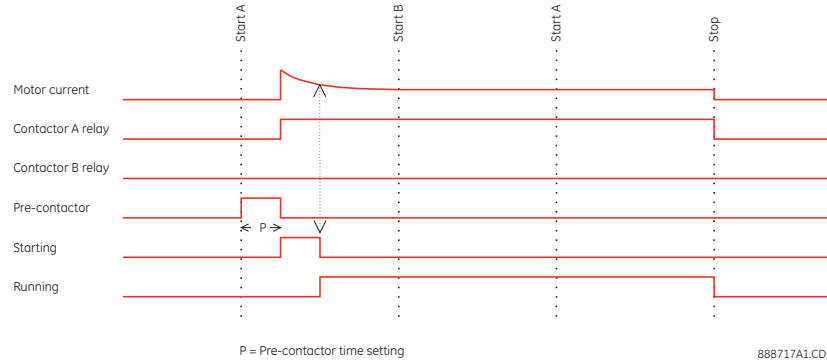 Start A
Start B
Start A
Stop
Motor current
Contactor A relay
Contactor B relay
Pre-contactor
P
Starting
Running
P = Pre-contactor time setting
888717A1.CD